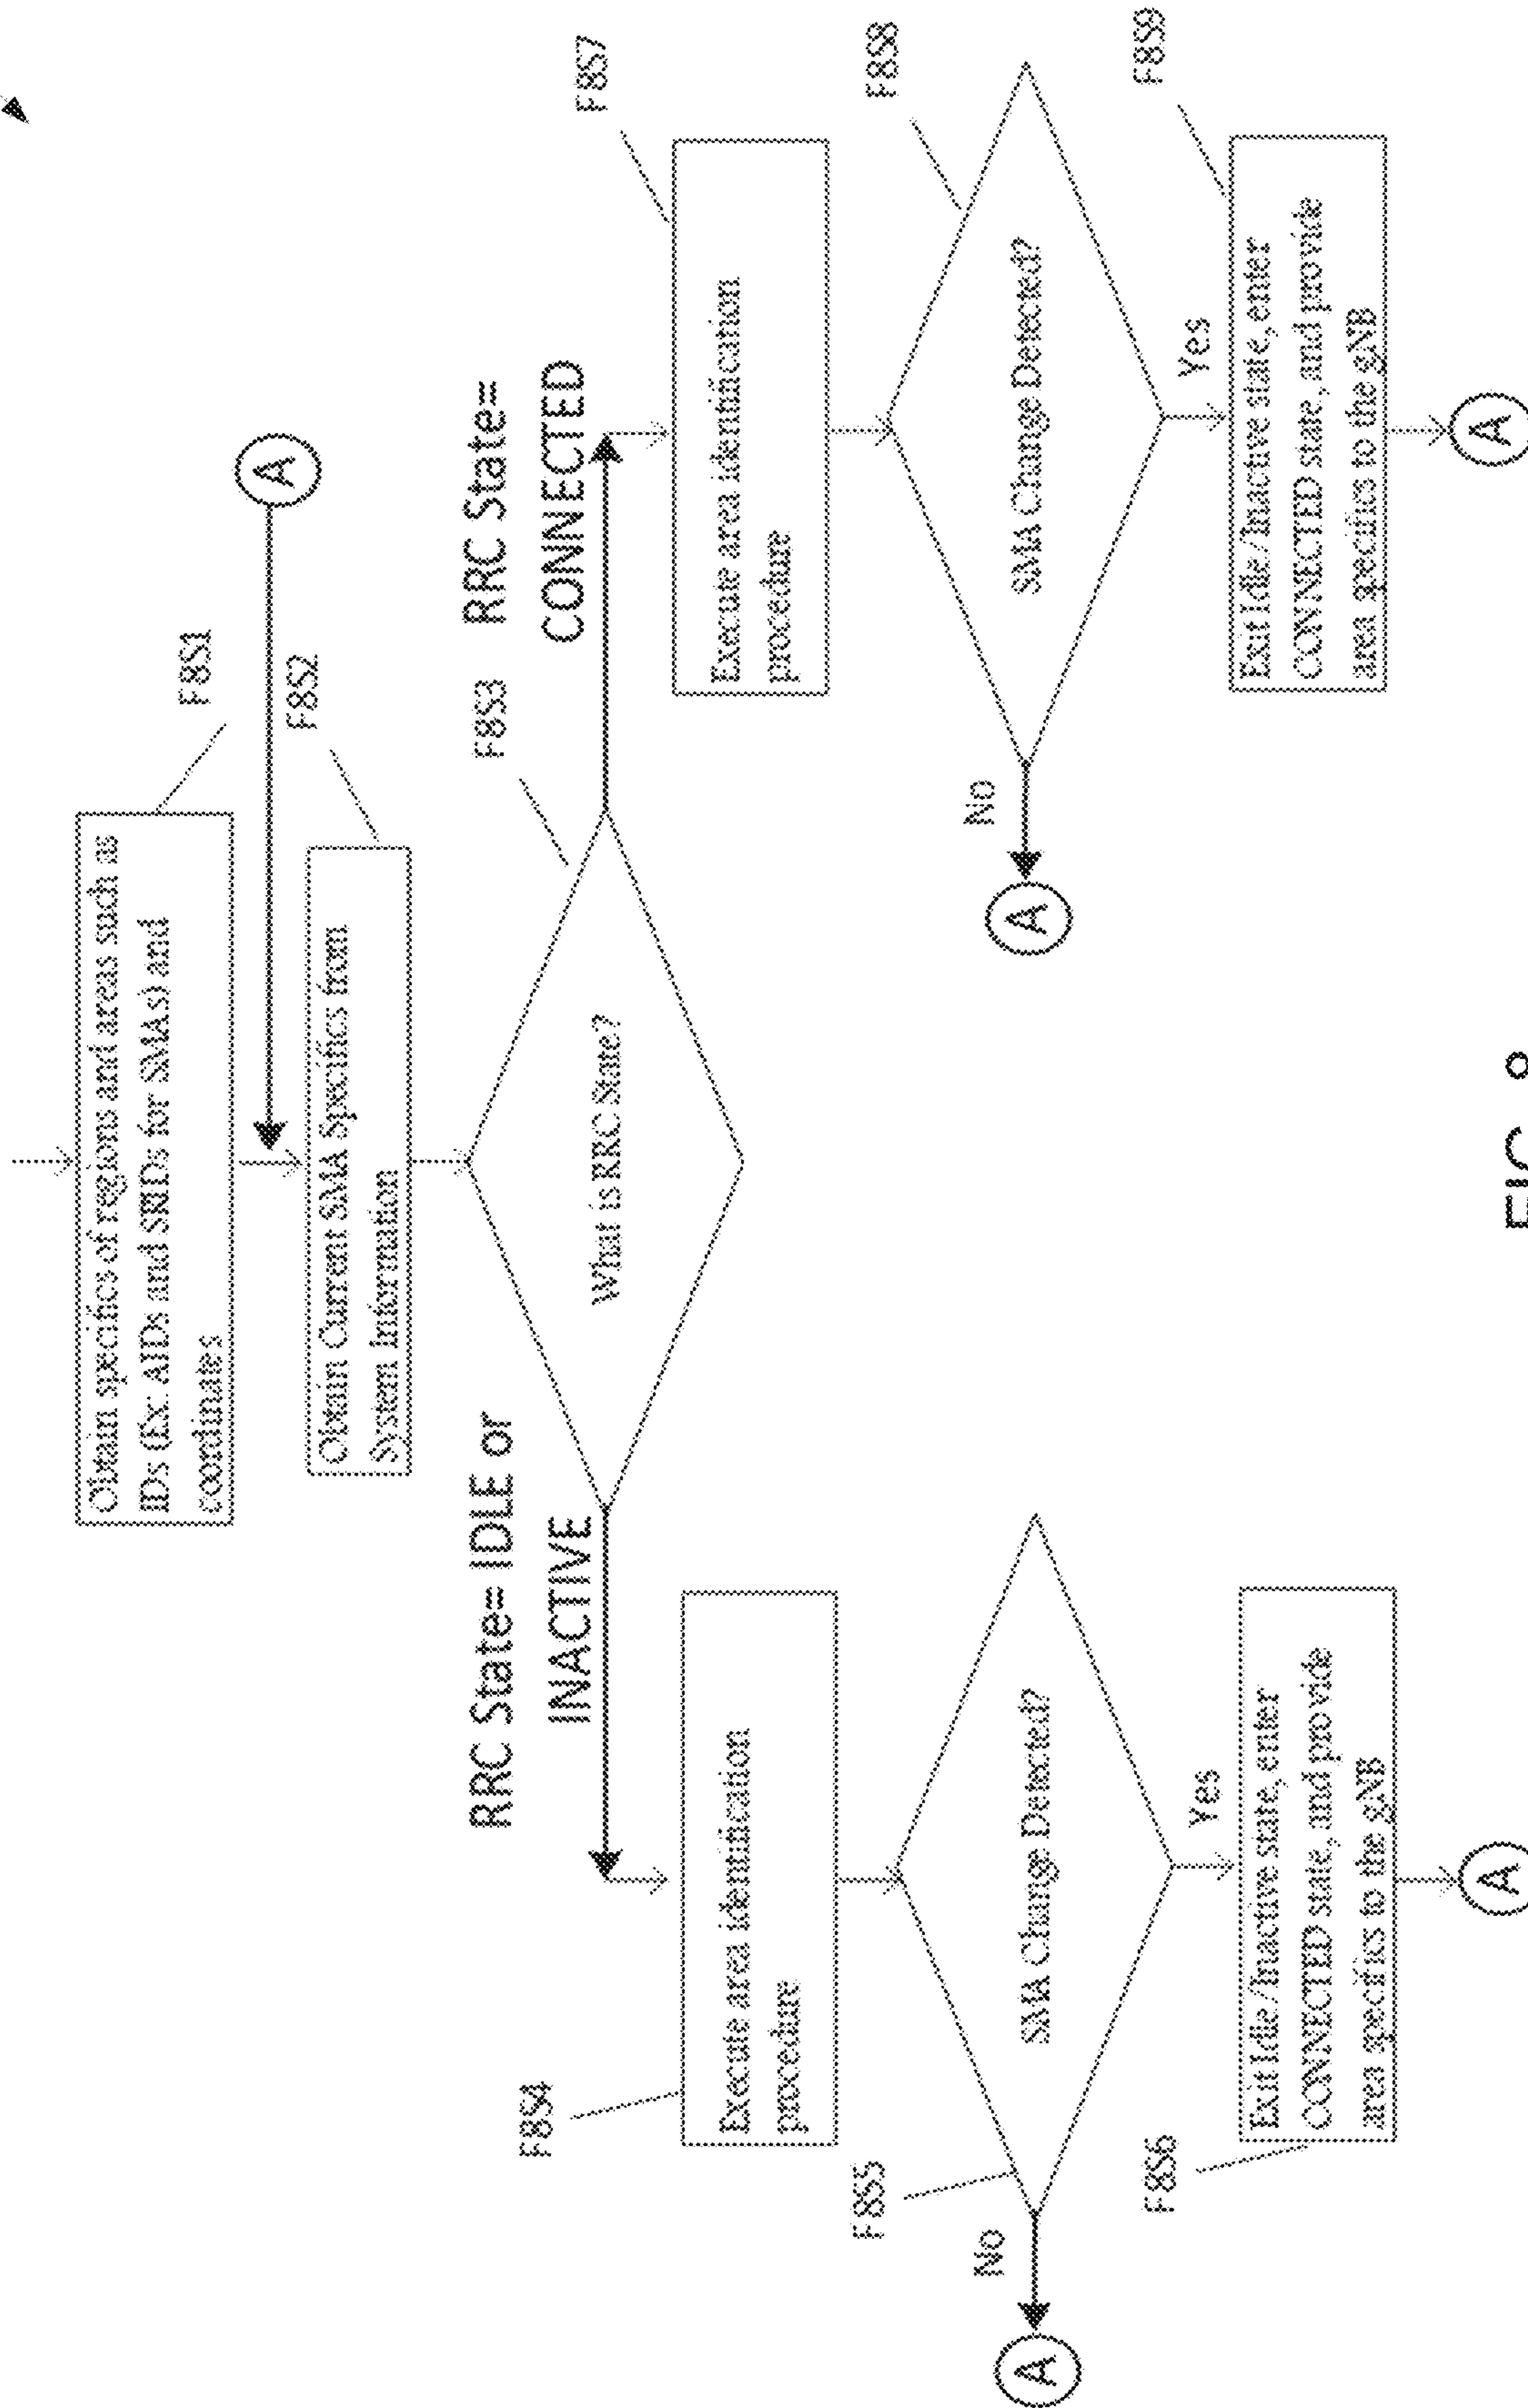 F8S1
Obtain specifics of regions and areas such as
IDs (Ex: AIDs and SRIDs for SMAs) and
coordinates
A
F8S2
Obtain Current SMA Specifics from
System Information
F8S3
What is RRC State?
RRC State= IDLE or
INACTIVE
RRC State=
CONNECTED
F8S4
Execute area identification
procedure
F8S5
SMA Change Detected?
No
A
Yes
F8S6
Exit Idle/Inactive state, enter
CONNECTED state, and provide
area specifics to the gNB
A
F8S7
Execute area identification
procedure
F8S8
SMA Change Detected?
No
A
Yes
F8S9
Exit Idle/Inactive state, enter
CONNECTED state, and provide
area specifics to the gNB
A
FIG. 8